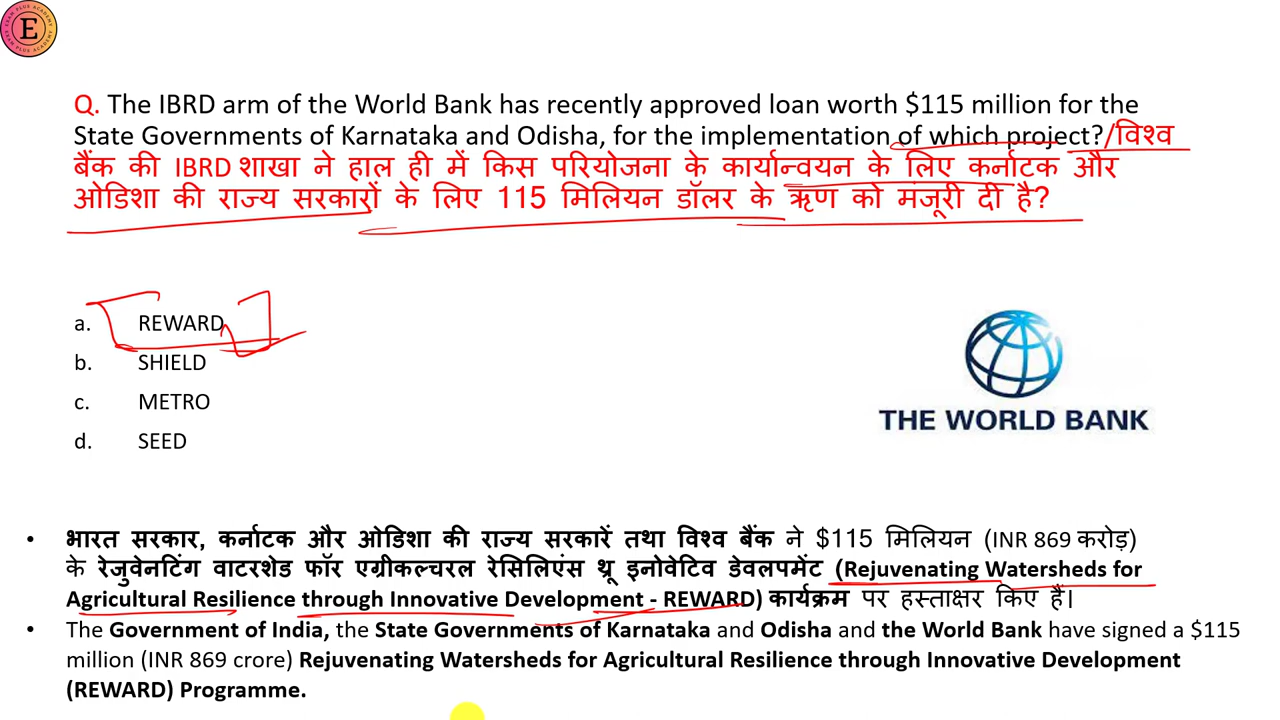 E
EXAM PLUS ACADEMY
Q. The IBRD arm of the World Bank has recently approved loan worth $115 million for the
State Governments of Karnataka and Odisha, for the implementation of which project?/विश्व
बैंक की IBRD शाखा ने हाल ही में किस परियोजना के कार्यान्वयन के लिए कर्नाटक और
ओडिशा की राज्य सरकारों के लिए 115 मिलियन डॉलर के ऋण को मंजूरी दी है?
a. REWARD
b. SHIELD
c. METRO
d. SEED
THE WORLD BANK
• भारत सरकार, कर्नाटक और ओडिशा की राज्य सरकारें तथा विश्व बैंक ने $115 मिलियन (INR 869 करोड़)
के रेजुवेनटिंग वाटरशेड फॉर एग्रीकल्चरल रेसिलिएंस थ्रू इनोवेटिव डेवलपमेंट (Rejuvenating Watersheds for
Agricultural Resilience through Innovative Development - REWARD) कार्यक्रम पर हस्ताक्षर किए हैं।
• The Government of India, the State Governments of Karnataka and Odisha and the World Bank have signed a $115
million (INR 869 crore) Rejuvenating Watersheds for Agricultural Resilience through Innovative Development
(REWARD) Programme.